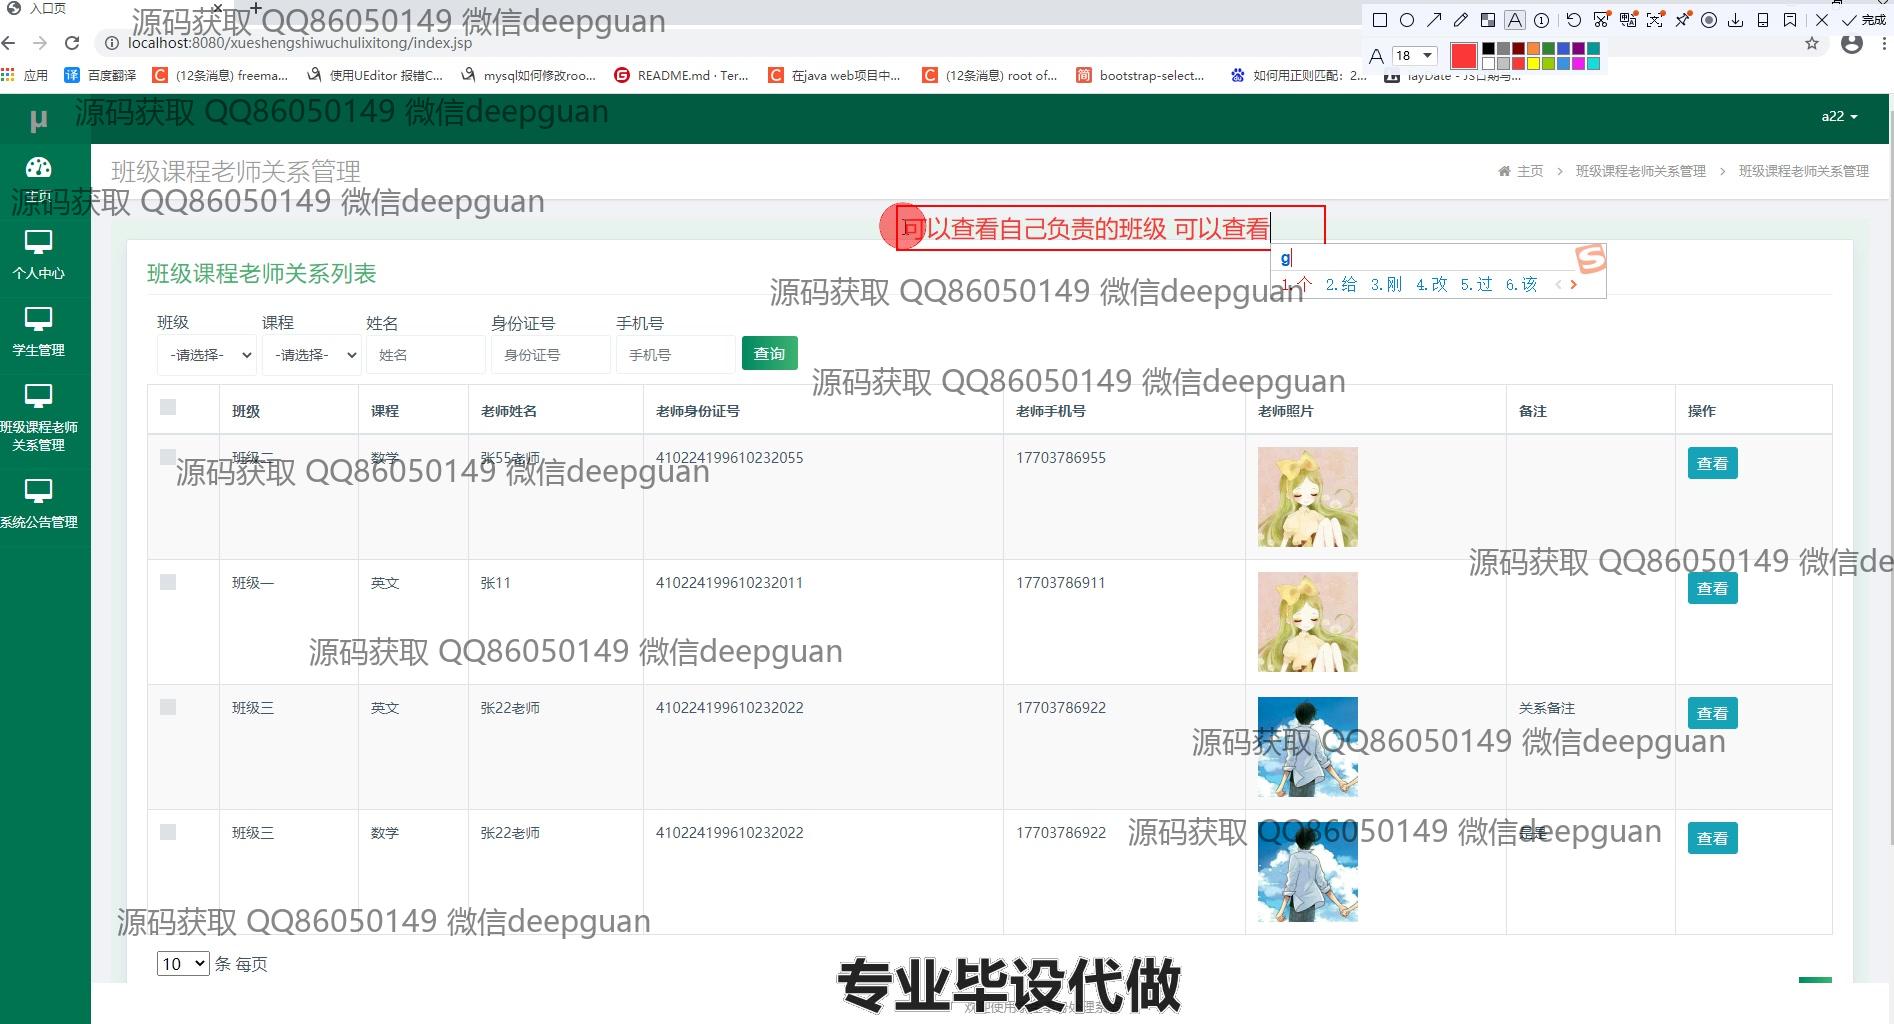 入口页
源码获取 QQ86050149 微信deepguan
完成
localhost:8080/xueshengshiwuchulixitong/index.jsp
A 18
应用 百度翻译 (12条消息) freema... 使用UEditor 报错C... mysql如何修改roo... README.md · Ter... 在java web项目中... (12条消息) root of... bootstrap-select... 如何用正则匹配：2... layDate - JS日期与...
μ 源码获取 QQ86050149 微信deepguan a22
班级课程老师关系管理 主页 > 班级课程老师关系管理 > 班级课程老师关系管理
主页
源码获取 QQ86050149 微信deepguan
可以查看自己负责的班级 可以查看
g
1.个 2.给 3.刚 4.改 5.过 6.该
个人中心
班级课程老师关系列表
源码获取 QQ86050149 微信deepguan
班级 课程 姓名 身份证号 手机号
学生管理
-请选择- -请选择- 姓名 身份证号 手机号 查询
源码获取 QQ86050149 微信deepguan
班级 课程 老师姓名 老师身份证号 老师手机号 老师照片 备注 操作
班级课程老师
关系管理
班级二 数学 张55老师 410224199610232055 17703786955 查看
源码获取 QQ86050149 微信deepguan
系统公告管理
源码获取 QQ86050149 微信de
班级一 英文 张11 410224199610232011 17703786911 查看
源码获取 QQ86050149 微信deepguan
班级三 英文 张22老师 410224199610232022 17703786922 关系备注 查看
源码获取 QQ86050149 微信deepguan
班级三 数学 张22老师 410224199610232022 17703786922 查看
源码获取 QQ86050149 微信deepguan
源码获取 QQ86050149 微信deepguan
10 条 每页
专业毕设代做